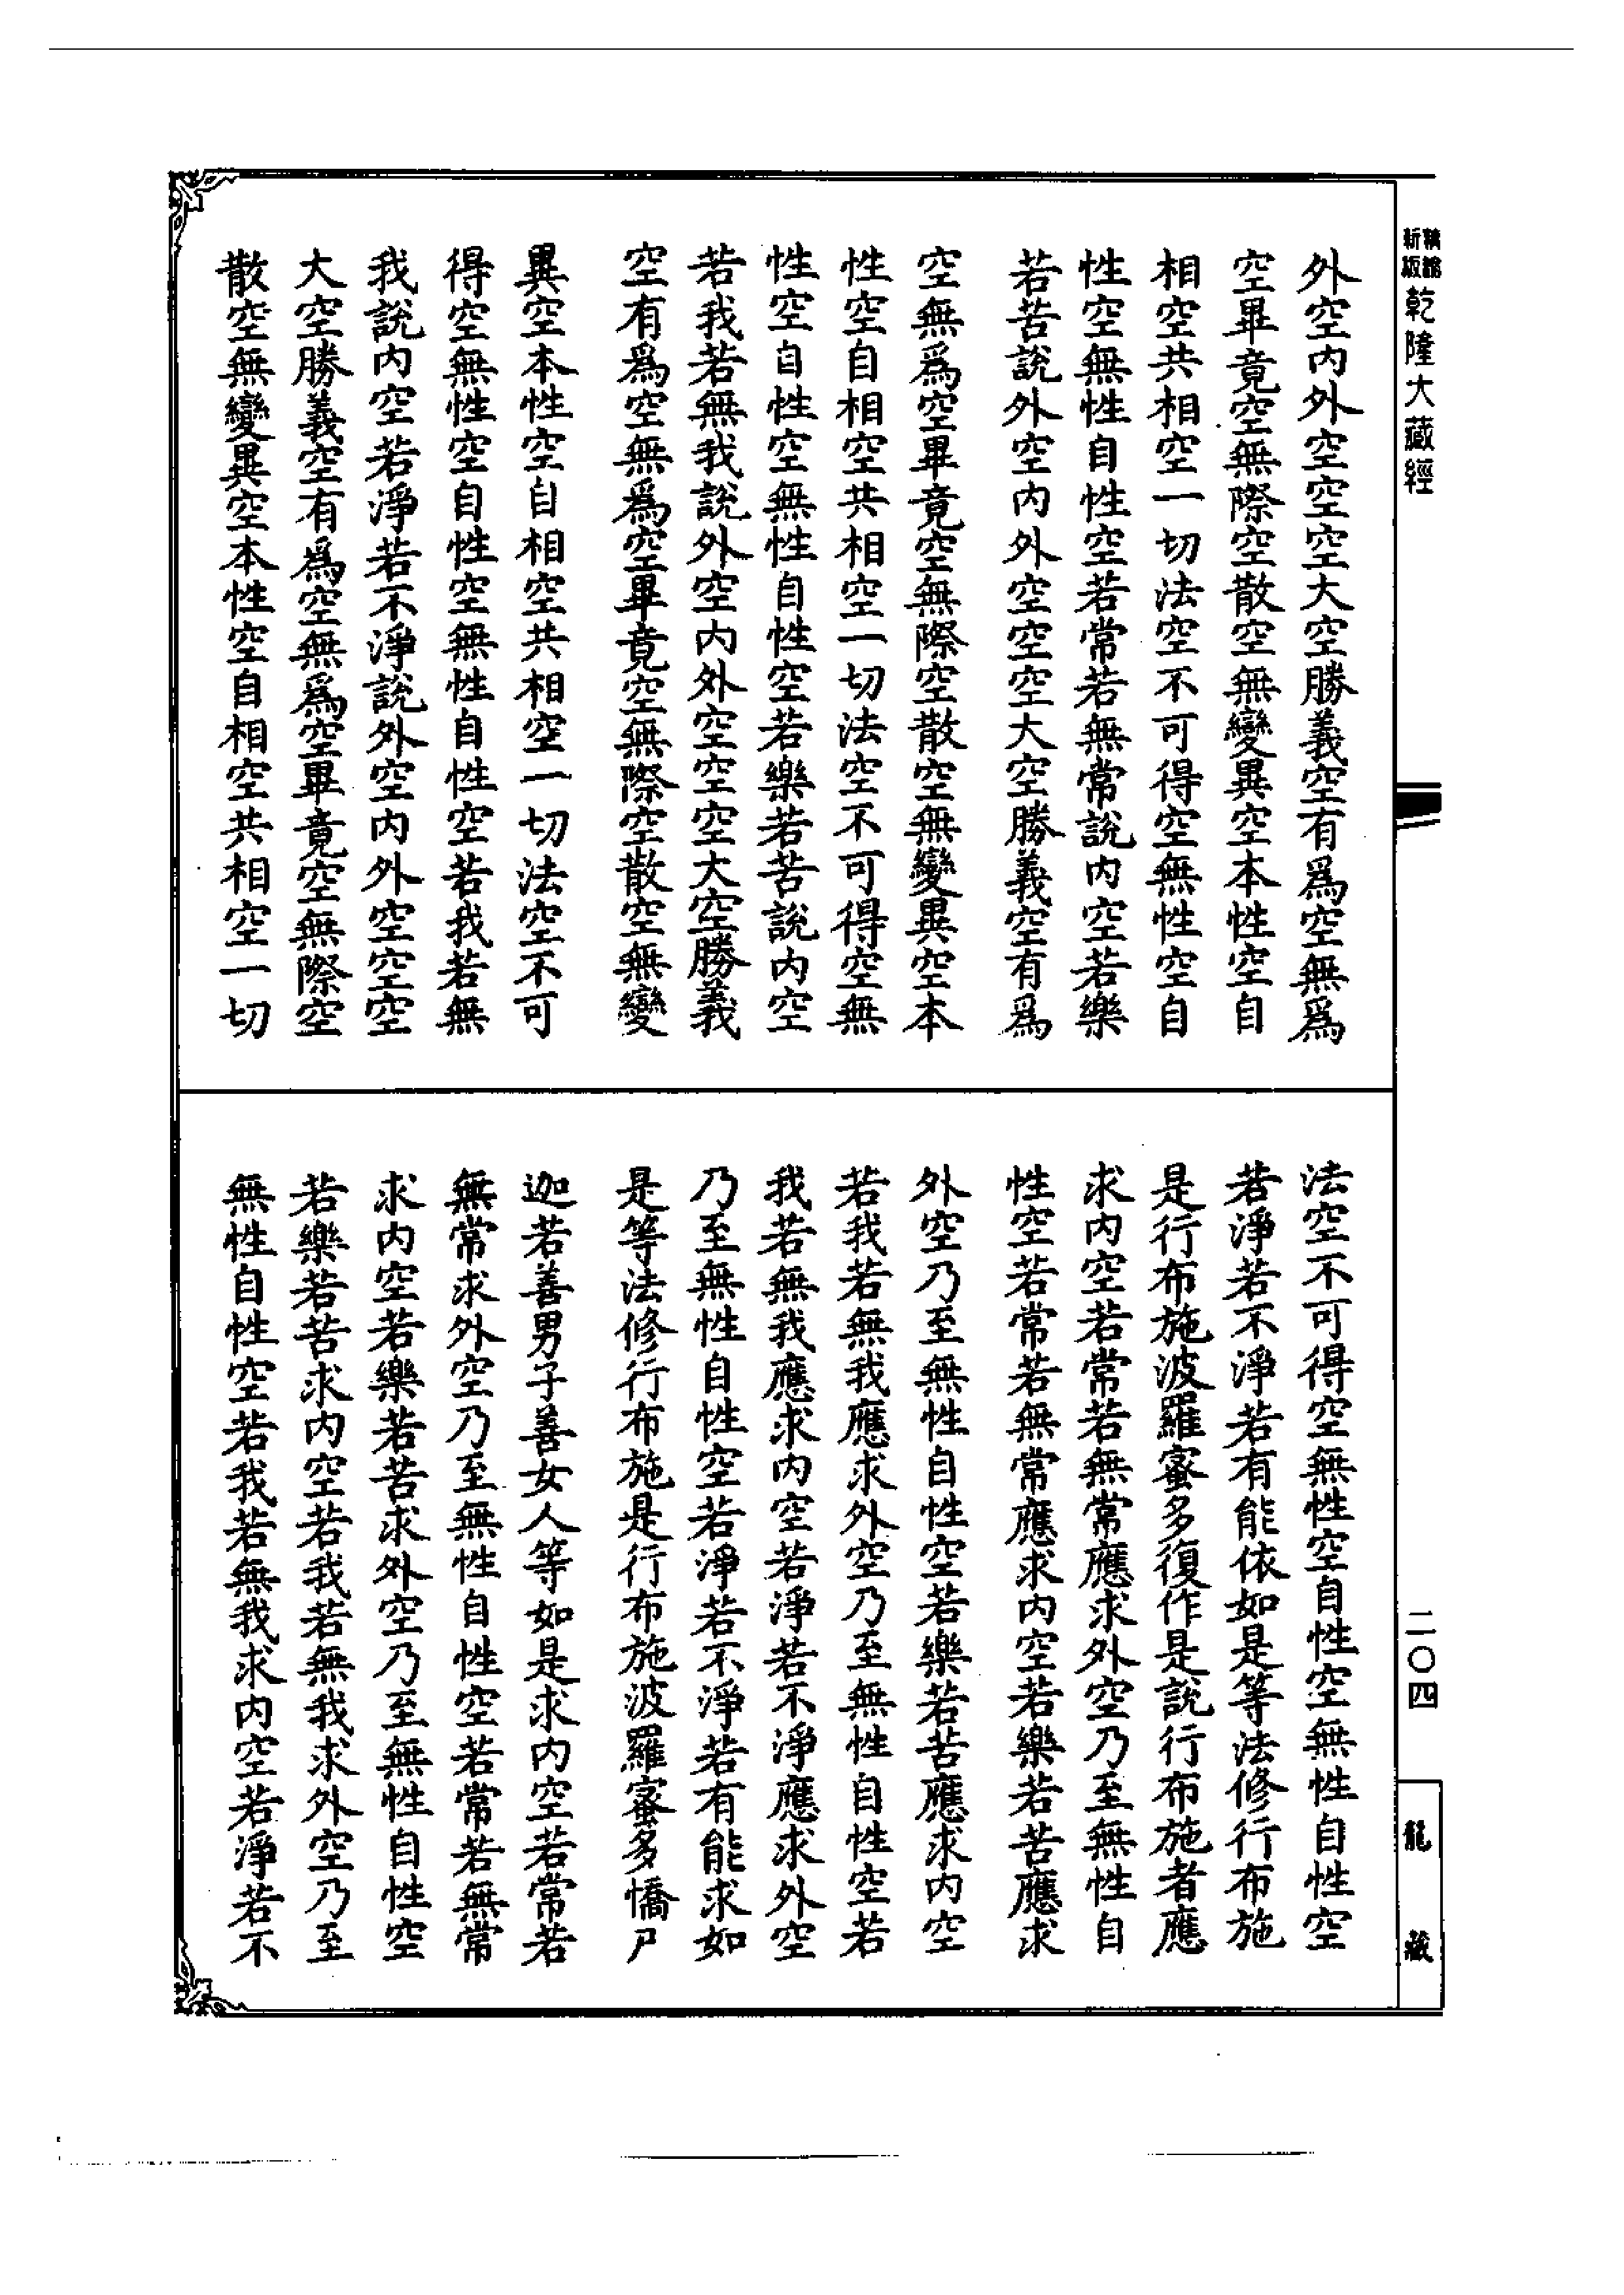 新版
精縮
乾隆大藏經
外空內外空空空大空勝義空有爲空無爲
空畢竟空無際空散空無變異空本性空自
相空共相空一切法空不可得空無性空自
性空無性自性空若常若無常說內空若樂
若苦說外空內外空空空大空勝義空有爲
空無爲空畢竟空無際空散空無變異空本
性空自相空共相空一切法空不可得空無
性空自性空無性自性空若樂若苦說內空
若我若無我說外空內外空空空大空勝義
空有爲空無爲空畢竟空無際空散空無變
異空本性空自相空共相空一切法空不可
得空無性空自性空無性自性空若我若無
我說內空若淨若不淨說外空內外空空空
大空勝義空有爲空無爲空畢竟空無際空
散空無變異空本性空自相空共相空一切
法空不可得空無性空自性空無性自性空
若淨若不淨若有能依如是等法修行布施
是行布施波羅蜜多復作是說行布施者應
求內空若常若無常應求外空乃至無性自
性空若常若無常應求內空若樂若苦應求
外空乃至無性自性空若樂若苦應求內空
若我若無我應求外空乃至無性自性空若
我若無我應求內空若淨若不淨應求外空
乃至無性自性空若淨若不淨若有能求如
是等法修行布施是行布施波羅蜜多憍尸
迦若善男子善女人等如是求內空若常若
無常求外空乃至無性自性空若常若無常
求內空若樂若苦求外空乃至無性自性空
若樂若苦求內空若我若無我求外空乃至
無性自性空若我若無我求內空若淨若不
二〇四
龍藏